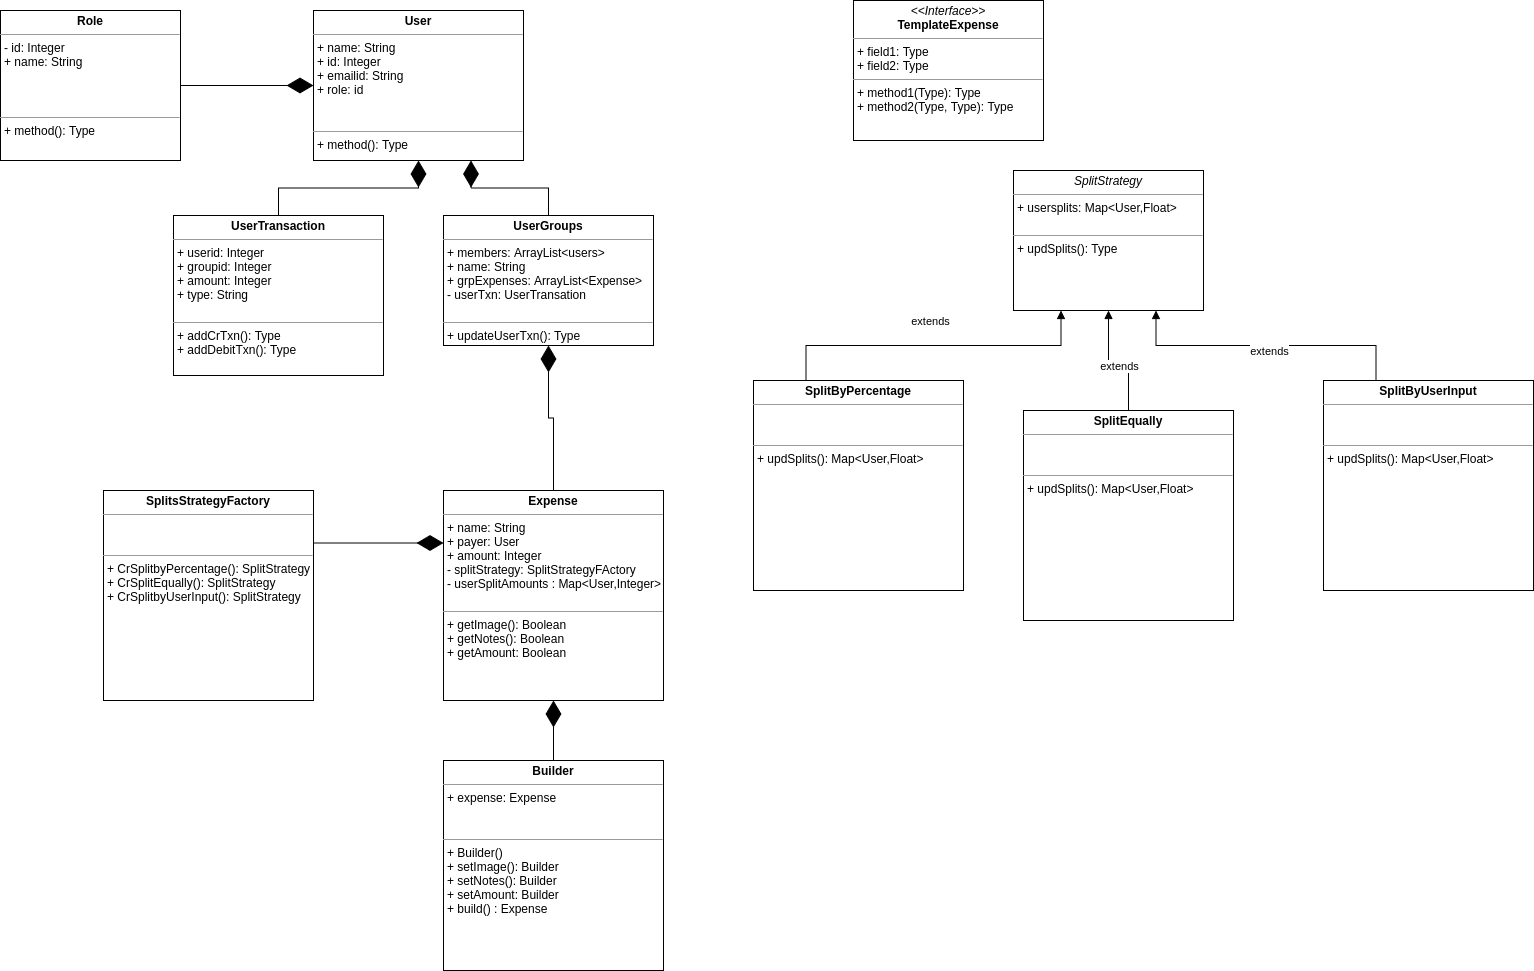 Role
- id: Integer
+ name: String
+ method(): Type
User
+ name: String
+ id: Integer
+ emailid: String
+ role: id
+ method(): Type
<<Interface>>
TemplateExpense
+ field1: Type
+ field2: Type
+ method1(Type): Type
+ method2(Type, Type): Type
SplitStrategy
+ usersplits: Map<User,Float>
+ updSplits(): Type
UserTransaction
+ userid: Integer
+ groupid: Integer
+ amount: Integer
+ type: String
+ addCrTxn(): Type
+ addDebitTxn(): Type
UserGroups
+ members: ArrayList<users>
+ name: String
+ grpExpenses: ArrayList<Expense>
- userTxn: UserTransation
+ updateUserTxn(): Type
extends
extends
extends
SplitByPercentage
+ updSplits(): Map<User,Float>
SplitEqually
+ updSplits(): Map<User,Float>
SplitByUserInput
+ updSplits(): Map<User,Float>
SplitsStrategyFactory
+ CrSplitbyPercentage(): SplitStrategy
+ CrSplitEqually(): SplitStrategy
+ CrSplitbyUserInput(): SplitStrategy
Expense
+ name: String
+ payer: User
+ amount: Integer
- splitStrategy: SplitStrategyFActory
- userSplitAmounts : Map<User,Integer>
+ getImage(): Boolean
+ getNotes(): Boolean
+ getAmount: Boolean
Builder
+ expense: Expense
+ Builder()
+ setImage(): Builder
+ setNotes(): Builder
+ setAmount: Builder
+ build() : Expense